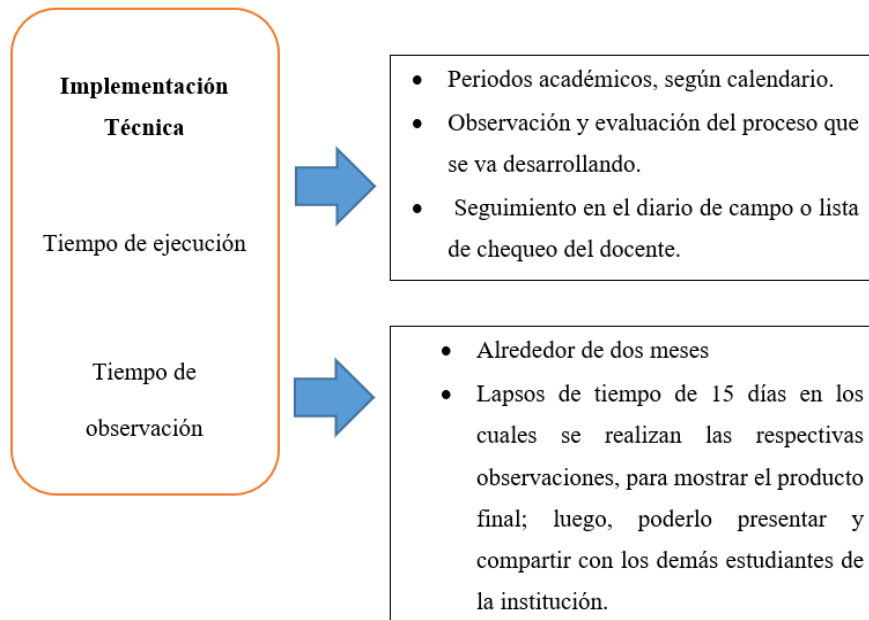 Implementación
Técnica
Tiempo de ejecución
• Periodos académicos, según calendario.
• Observación y evaluación del proceso que
se va desarrollando.
• Seguimiento en el diario de campo o lista
de chequeo del docente.
Tiempo de
observación
• Alrededor de dos meses
• Lapsos de tiempo de 15 días en los
cuales se realizan las respectivas
observaciones, para mostrar el producto
final; luego, poderlo presentar y
compartir con los demás estudiantes de
la institución.